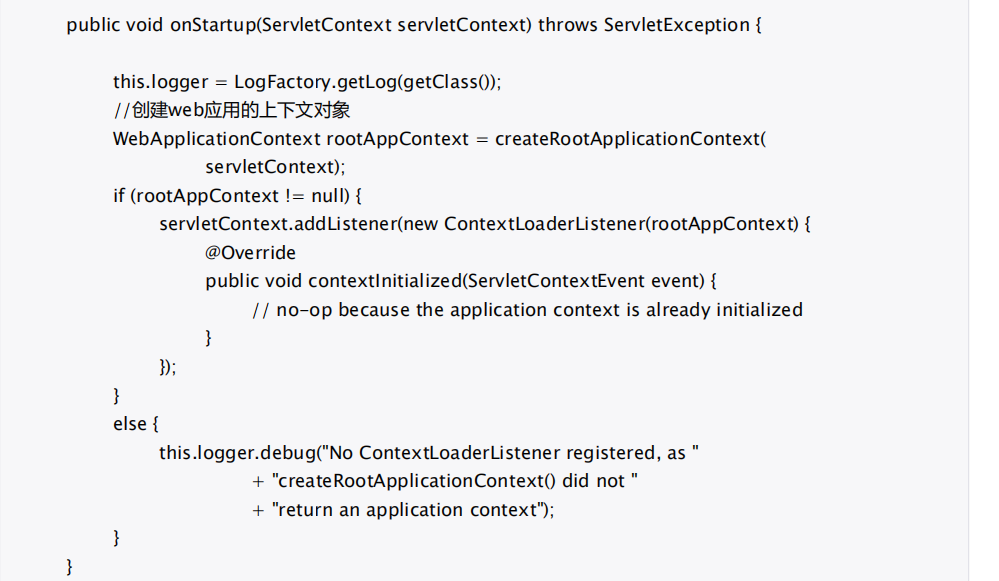 public void onStartup(ServletContext servletContext) throws ServletException {
this.logger = LogFactory.getLog(getClass());
//创建web应用的上下文对象
WebApplicationContext rootAppContext = createRootApplicationContext(
servletContext);
if (rootAppContext != null) {
servletContext.addListener(new ContextLoaderListener(rootAppContext) {
@Override
public void contextInitialized(ServletContextEvent event) {
// no-op because the application context is already initialized
}
});
}
else {
this.logger.debug("No ContextLoaderListener registered, as "
+ "createRootApplicationContext() did not "
+ "return an application context");
}
}